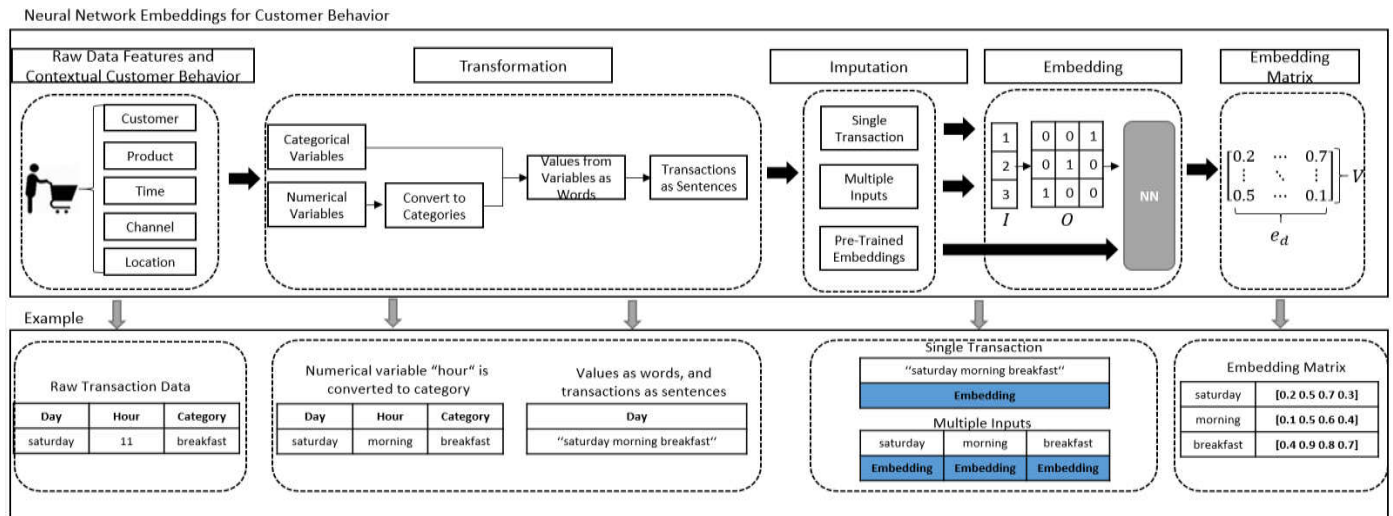 Neural Network Embeddings for Customer Behavior
Raw Data Features and
Contextual Customer Behavior
Transformation
Imputation
Embedding
Embedding
Matrix
Customer
Product
Time
Channel
Location
Categorical
Variables
Numerical
Variables
Convert to
Categories
Values from
Variables as
Words
Transactions
as Sentences
Single
Transaction
Multiple
Inputs
Pre-Trained
Embeddings
1
2
3
I
0 0 1
0 1 0
1 0 0
O
NN
0.2 ⋯ 0.7
⋮ ⋱ ⋮
0.5 ⋯ 0.1
V
e_d
Example
Raw Transaction Data
Day Hour Category
saturday 11 breakfast
Numerical variable “hour“ is
converted to category
Day Hour Category
saturday morning breakfast
Values as words, and
transactions as sentences
Day
“saturday morning breakfast“
Single Transaction
“saturday morning breakfast“
Embedding
Multiple Inputs
saturday morning breakfast
Embedding Embedding Embedding
Embedding Matrix
saturday [0.2 0.5 0.7 0.3]
morning [0.1 0.5 0.6 0.4]
breakfast [0.4 0.9 0.8 0.7]